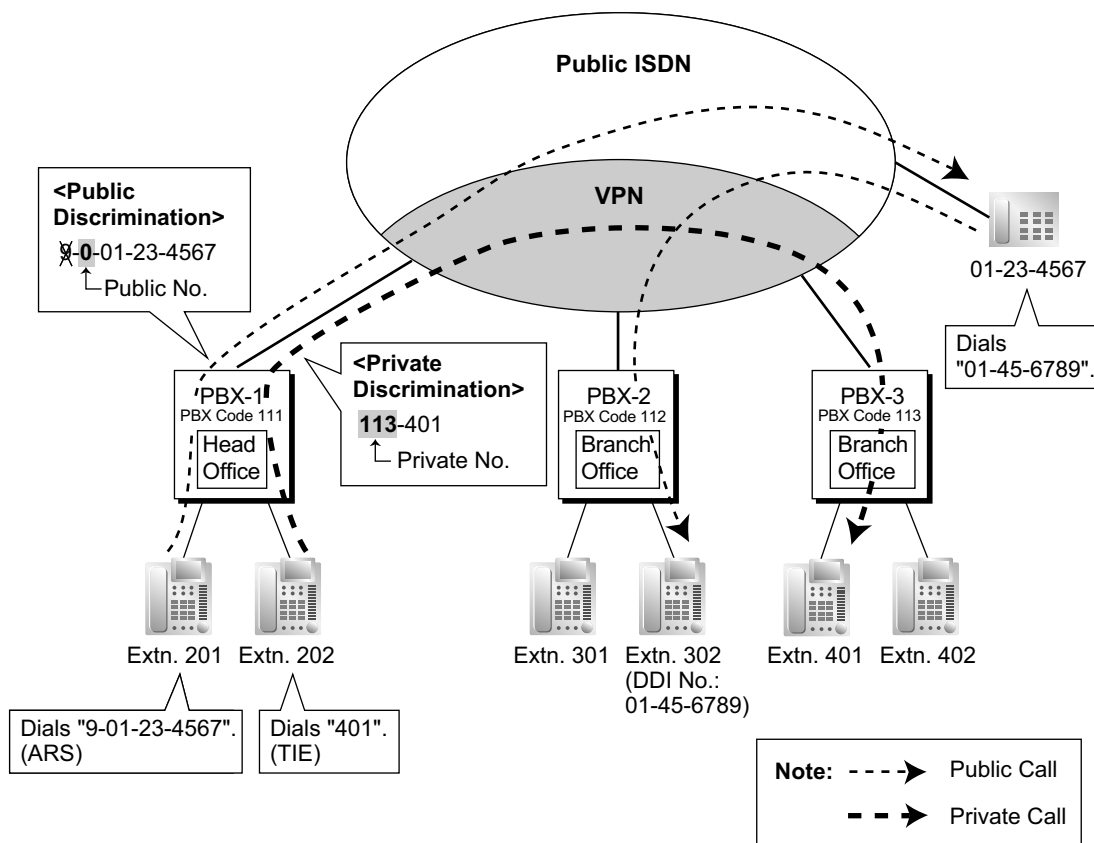 Public ISDN
VPN
<Public
Discrimination>
9-0-01-23-4567
Public No.
01-23-4567
Dials
"01-45-6789".
<Private
Discrimination>
113-401
Private No.
PBX-1
PBX Code 111
Head
Office
PBX-2
PBX Code 112
Branch
Office
PBX-3
PBX Code 113
Branch
Office
Extn. 201
Extn. 202
Extn. 301
Extn. 302
(DDI No.:
01-45-6789)
Extn. 401
Extn. 402
Dials "9-01-23-4567".
(ARS)
Dials "401".
(TIE)
Note:
Public Call
Private Call